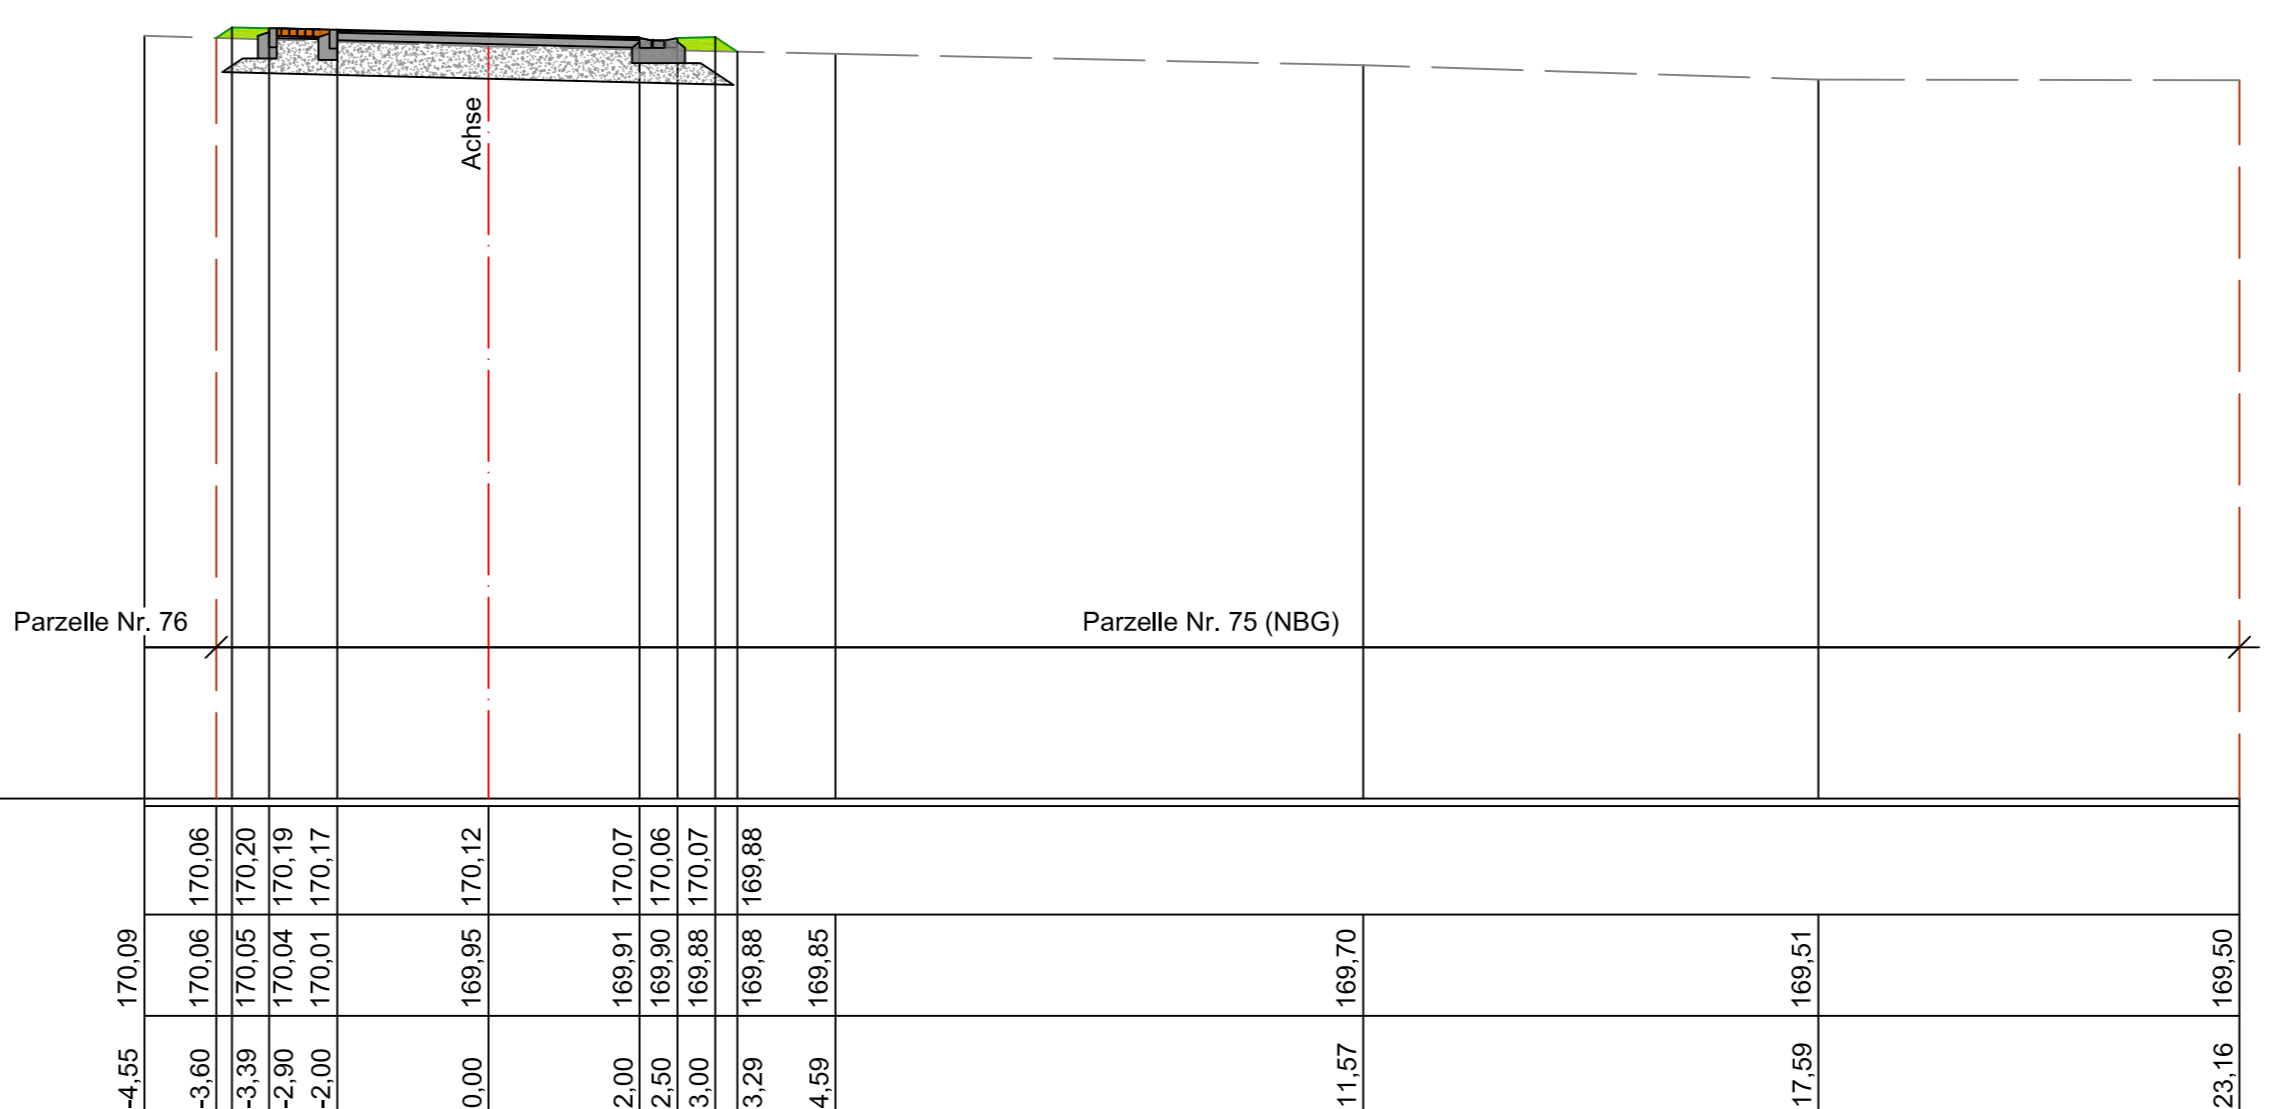 Achse
Parzelle Nr. 76
Parzelle Nr. 75 (NBG)
170,06 170,20 170,19 170,17 170,12 170,07 170,06 170,07 169,88
170,09 170,06 170,05 170,04 170,01 169,95 169,91 169,90 169,88 169,88 169,85 169,70 169,51 169,50
-4,55 -3,60 -3,39 -2,90 -2,00 0,00 2,00 2,50 3,00 3,29 4,59 11,57 17,59 23,16